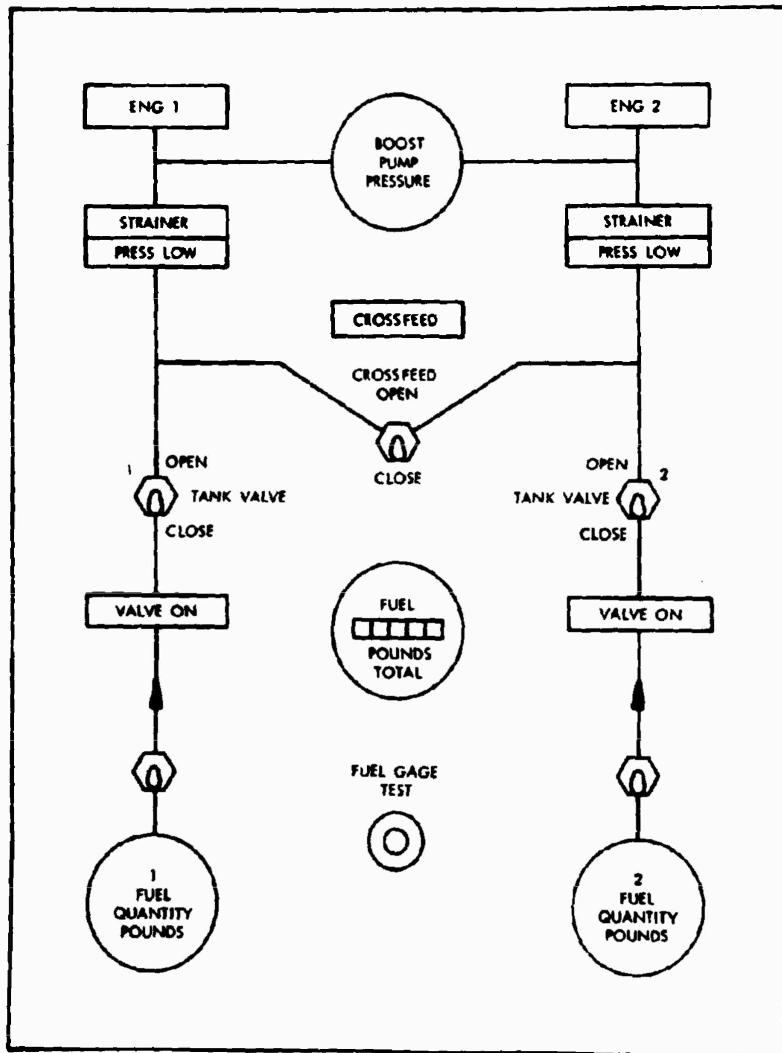 ENG 1
ENG 2
BOOST
PUMP
PRESSURE
STRAINER
PRESS LOW
STRAINER
PRESS LOW
CROSSFEED
CROSSFEED
OPEN
CLOSE
1
OPEN
TANK VALVE
CLOSE
OPEN
2
TANK VALVE
CLOSE
VALVE ON
FUEL
POUNDS
TOTAL
VALVE ON
FUEL GAGE
TEST
1
FUEL
QUANTITY
POUNDS
2
FUEL
QUANTITY
POUNDS